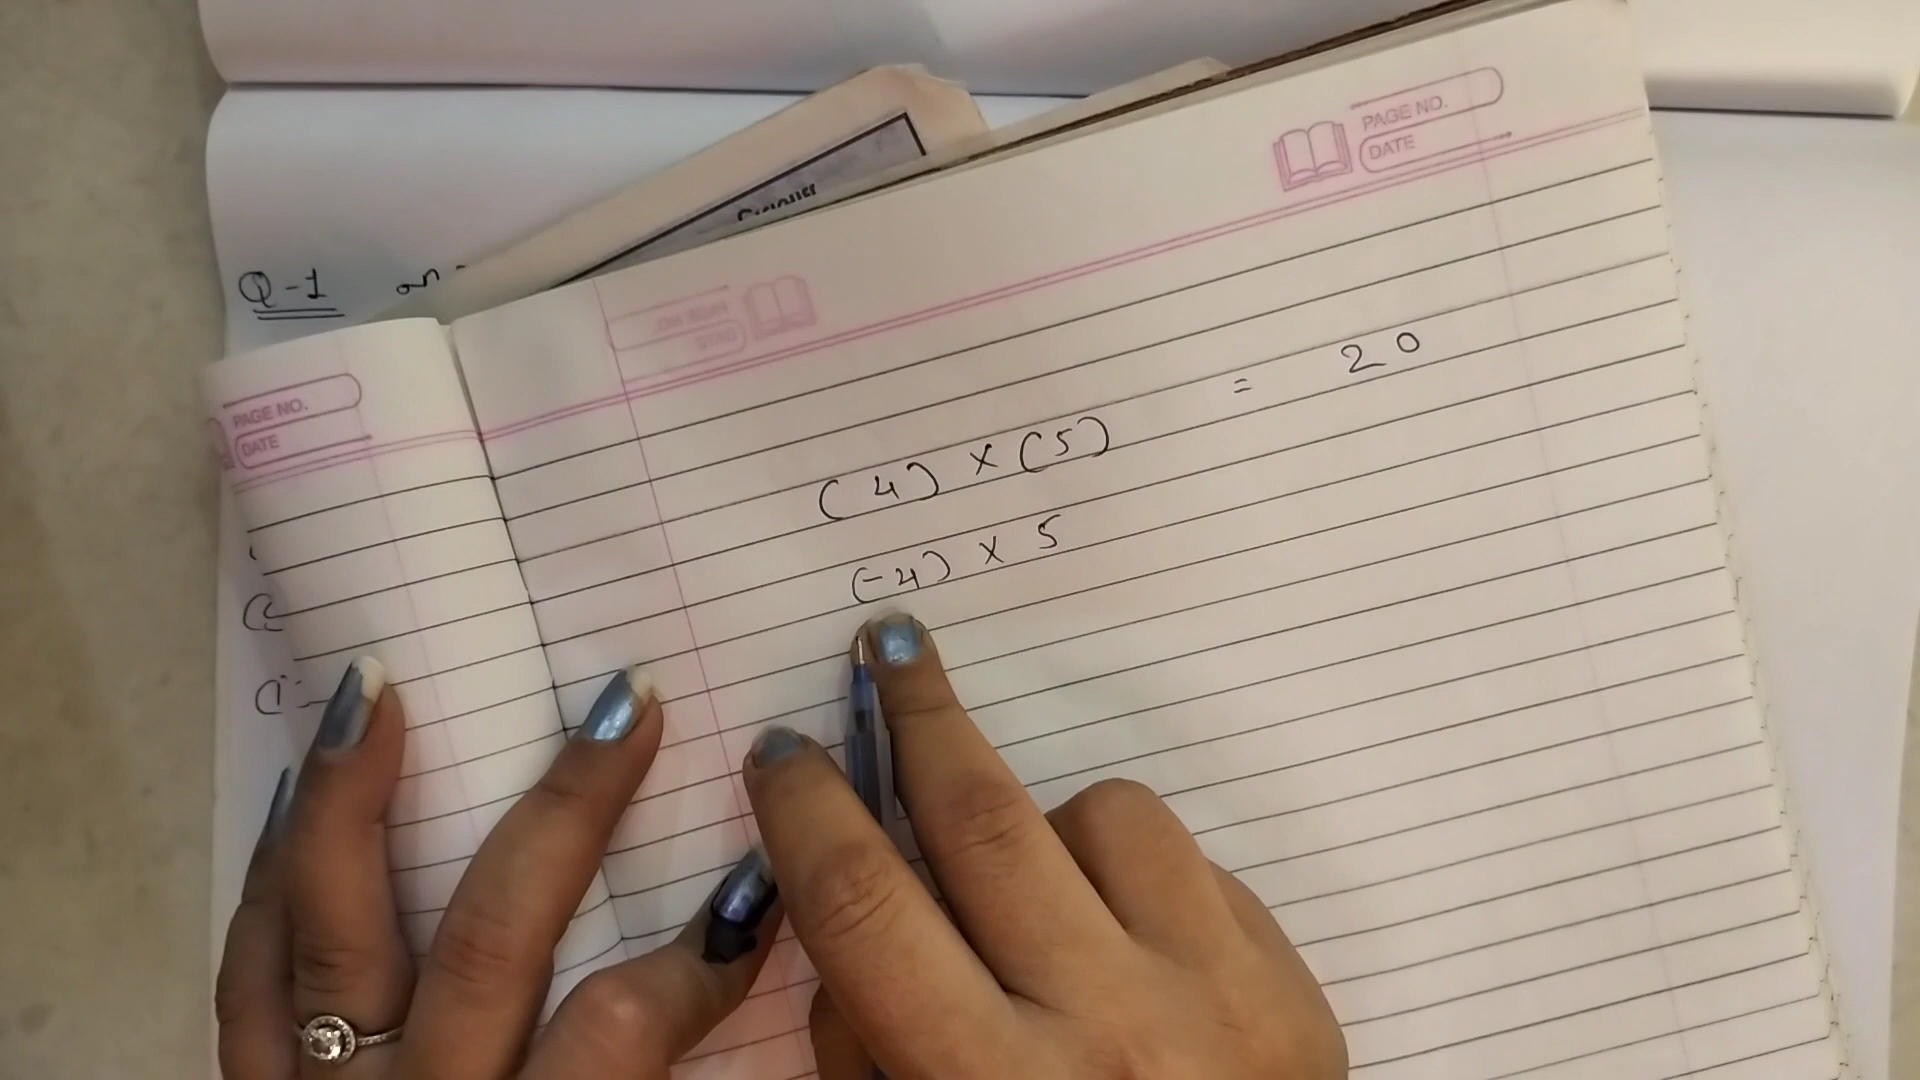 PAGE NO.
DATE
Q-1
PAGE NO.
DATE
(4) × (5) = 20
(-4) × 5